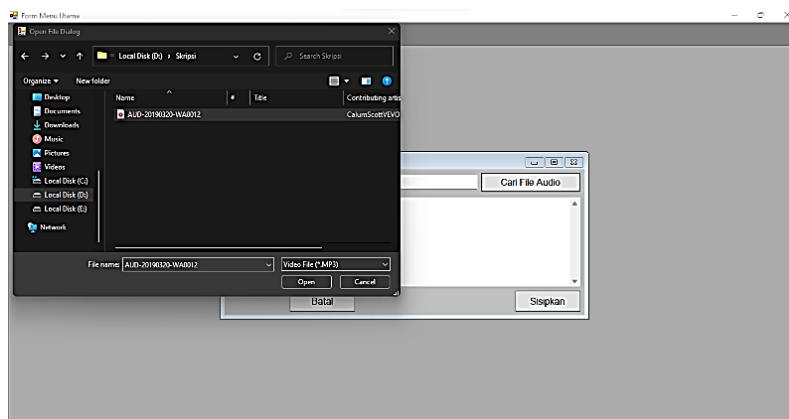 Form Menu Utama
Open File Dialog
Local Disk (D:) › Skripsi
Search Skripsi
Organize
New folder
Name
#
Title
Contributing artis
AUD-20190320-WA0012
CalumScottVEVO
Desktop
Documents
Downloads
Music
Pictures
Videos
Local Disk (C:)
Local Disk (D:)
Local Disk (E:)
Network
File name:
AUD-20190320-WA0012
Video File (*.MP3)
Open
Cancel
Cari File Audio
Batal
Sisipkan